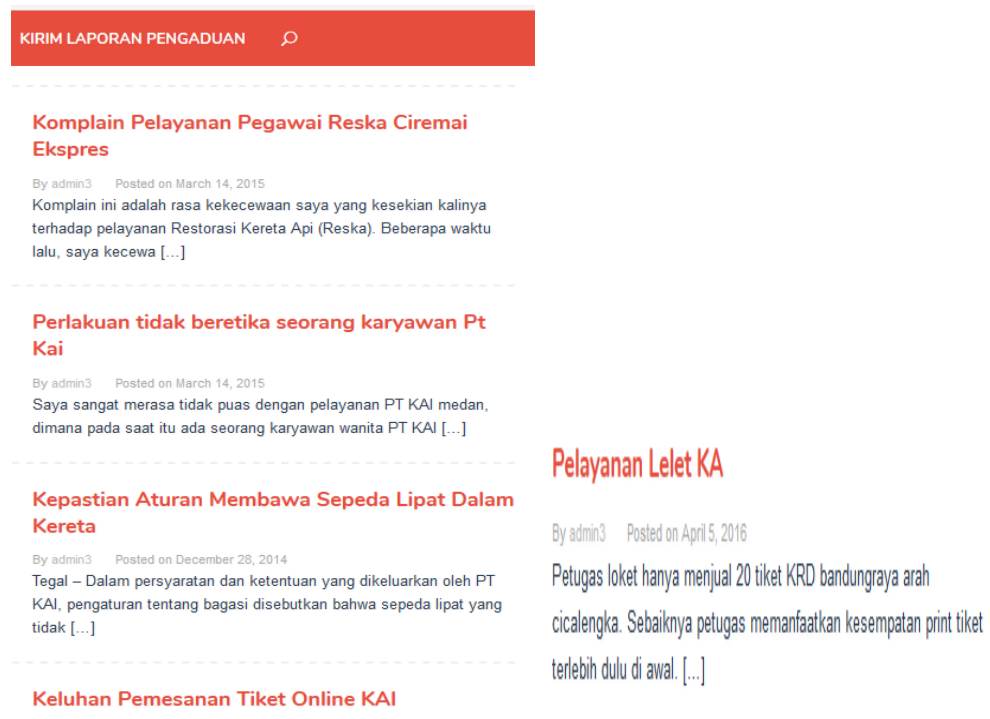 KIRIM LAPORAN PENGADUAN
Komplain Pelayanan Pegawai Reska Ciremai
Ekspres
By admin3 Posted on March 14, 2015
Komplain ini adalah rasa kekecewaan saya yang kesekian kalinya
terhadap pelayanan Restorasi Kereta Api (Reska). Beberapa waktu
lalu, saya kecewa [...]
Perlakuan tidak beretika seorang karyawan Pt
Kai
By admin3 Posted on March 14, 2015
Saya sangat merasa tidak puas dengan pelayanan PT KAI medan,
dimana pada saat itu ada seorang karyawan wanita PT KAI [...]
Kepastian Aturan Membawa Sepeda Lipat Dalam
Kereta
By admin3 Posted on December 28, 2014
Tegal – Dalam persyaratan dan ketentuan yang dikeluarkan oleh PT
KAI, pengaturan tentang bagasi disebutkan bahwa sepeda lipat yang
tidak [...]
Keluhan Pemesanan Tiket Online KAI
Pelayanan Lelet KA
By admin3 Posted on April 5, 2016
Petugas loket hanya menjual 20 tiket KRD bandungraya arah
cicalengka. Sebaiknya petugas memanfaatkan kesempatan print tiket
terlebih dulu di awal. [...]